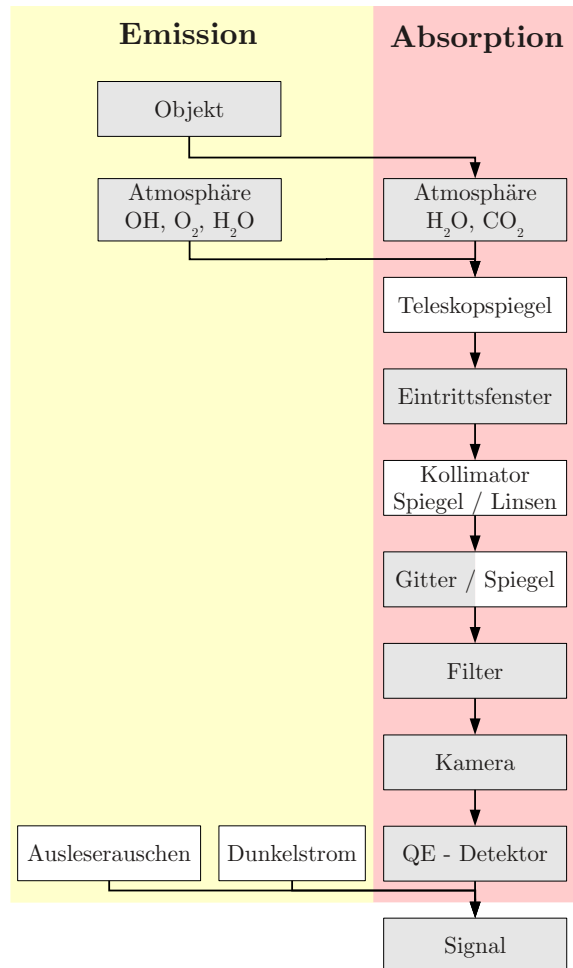 Emission
Absorption
Objekt
Atmosphäre
OH, O₂, H₂O
Atmosphäre
H₂O, CO₂
Teleskopspiegel
Eintrittsfenster
Kollimator
Spiegel / Linsen
Gitter / Spiegel
Filter
Kamera
Ausleserauschen
Dunkelstrom
QE - Detektor
Signal